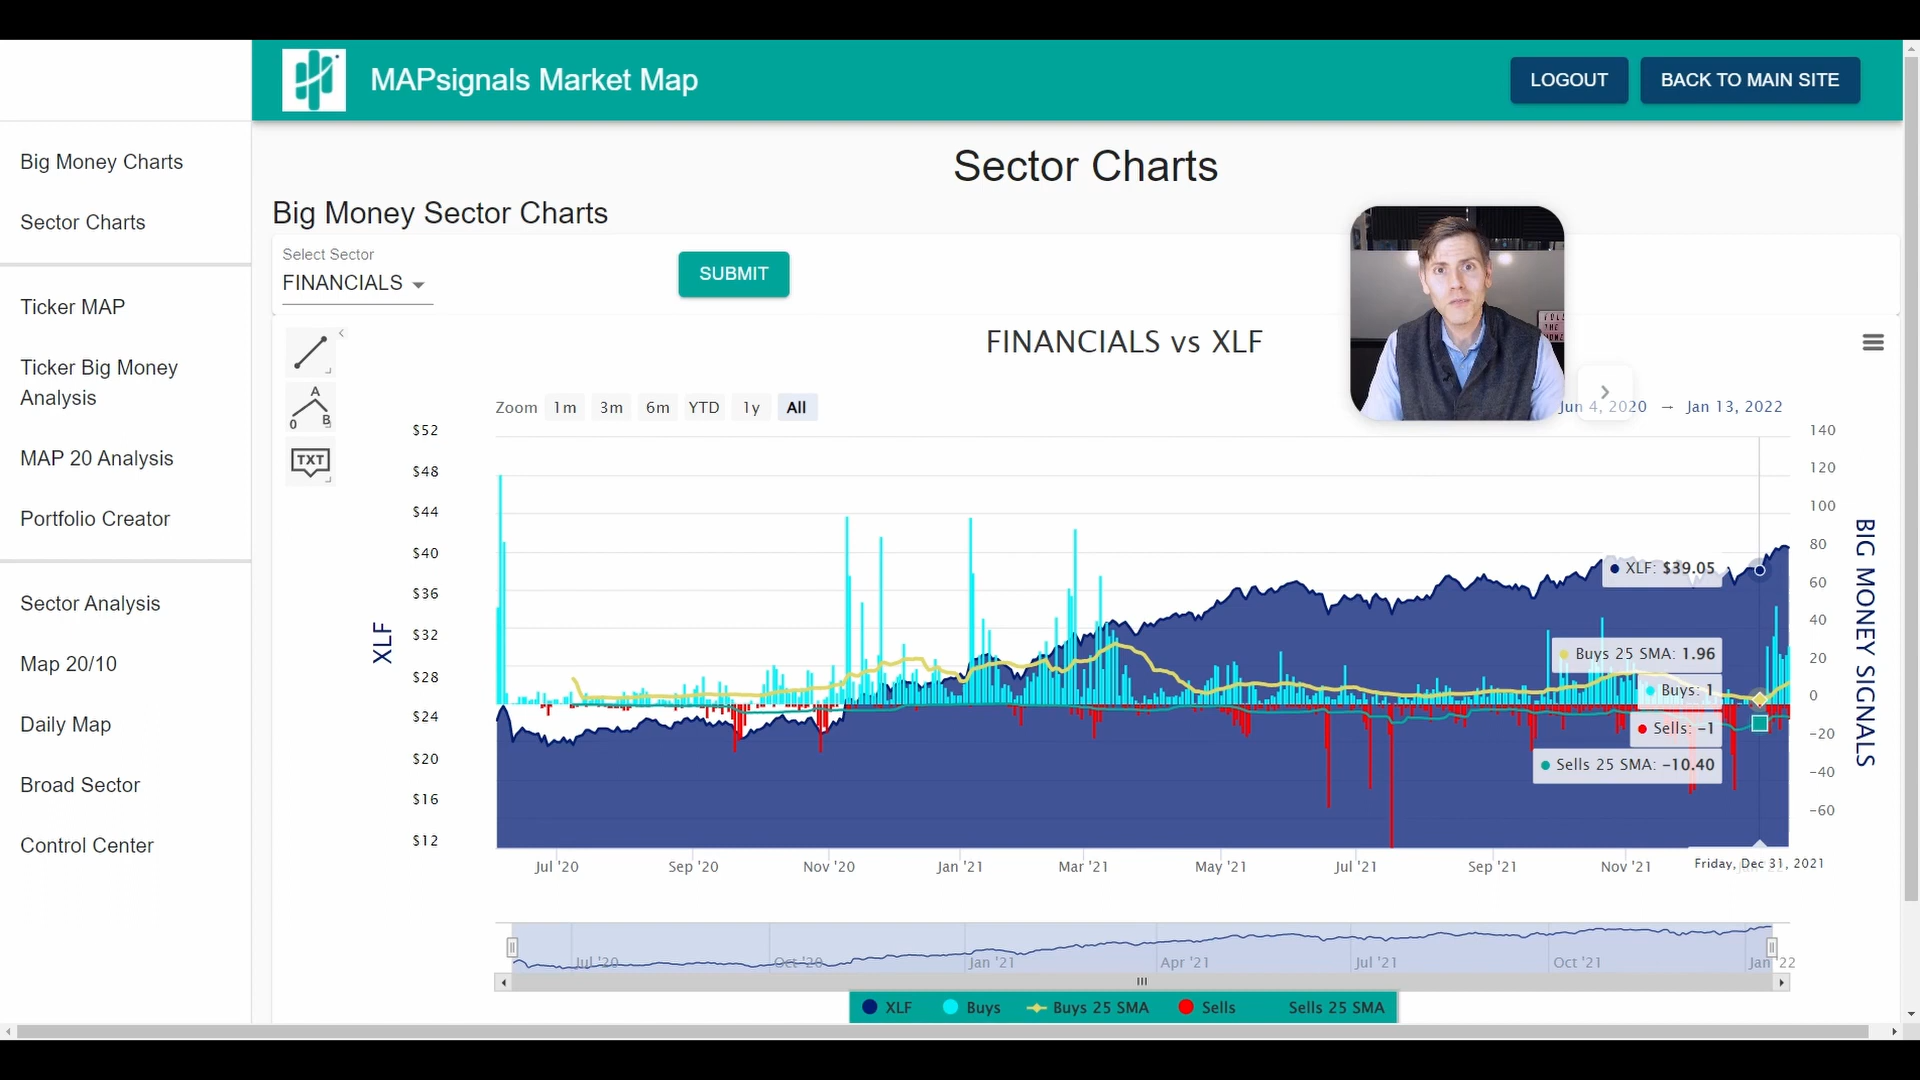 MAPsignals Market Map
LOGOUT
BACK TO MAIN SITE
Big Money Charts
Sector Charts
Ticker MAP
Ticker Big Money
Analysis
MAP 20 Analysis
Portfolio Creator
Sector Analysis
Map 20/10
Daily Map
Broad Sector
Control Center
Sector Charts
Big Money Sector Charts
Select Sector
FINANCIALS
SUBMIT
FINANCIALS vs XLF
A
0 B
TXT
Zoom 1m 3m 6m YTD 1y All
Jun 4, 2020 → Jan 13, 2022
$52
$48
$44
$40
$36
$32
$28
$24
$20
$16
$12
XLF
140
120
100
80
60
40
20
0
−20
−40
−60
BIG MONEY SIGNALS
XLF: $39.05
Buys 25 SMA: 1.96
Buys: 1
Sells: −1
Sells 25 SMA: −10.40
Jul '20 Sep '20 Nov '20 Jan '21 Mar '21 May '21 Jul '21 Sep '21 Nov '21
Friday, Dec 31, 2021
Jul '20 Oct '20 Jan '21 Apr '21 Jul '21 Oct '21 Jan '22
XLF Buys Buys 25 SMA Sells Sells 25 SMA